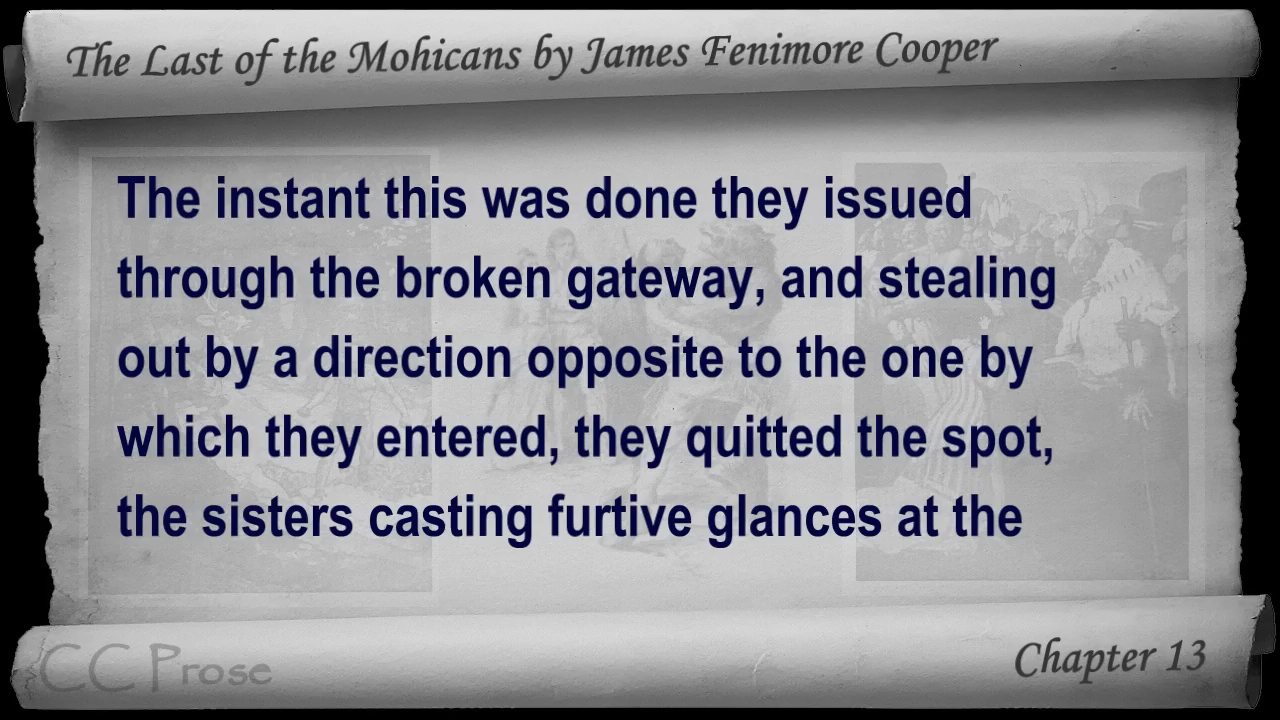 The Last of the Mohicans by James Fenimore Cooper
The instant this was done they issued
through the broken gateway, and stealing
out by a direction opposite to the one by
which they entered, they quitted the spot,
the sisters casting furtive glances at the
CC Prose
Chapter 13